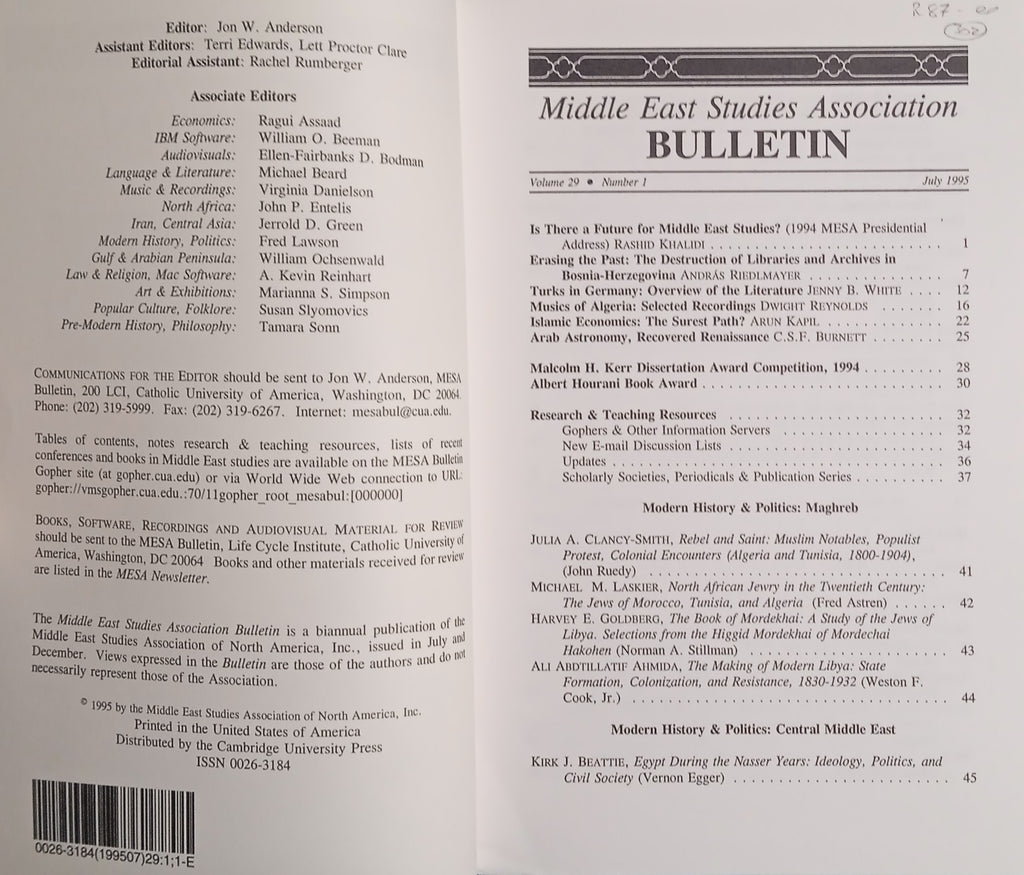 Editor: Jon W. Anderson
Assistant Editors: Terri Edwards, Lett Proctor Clare
Editorial Assistant: Rachel Rumberger
Associate Editors
Economics: Ragui Assaad
IBM Software: William O. Beeman
Audiovisuals: Ellen-Fairbanks D. Bodman
Language & Literature: Michael Beard
Music & Recordings: Virginia Danielson
North Africa: John P. Entelis
Iran, Central Asia: Jerrold D. Green
Modern History, Politics: Fred Lawson
Gulf & Arabian Peninsula: William Ochsenwald
Law & Religion, Mac Software: A. Kevin Reinhart
Art & Exhibitions: Marianna S. Simpson
Popular Culture, Folklore: Susan Slyomovics
Pre-Modern History, Philosophy: Tamara Sonn
COMMUNICATIONS FOR THE EDITOR should be sent to Jon W. Anderson, MESA
Bulletin, 200 LCI, Catholic University of America, Washington, DC 20064.
Phone: (202) 319-5999. Fax: (202) 319-6267. Internet: mesabul@cua.edu.
Tables of contents, notes research & teaching resources, lists of recent
conferences and books in Middle East studies are available on the MESA Bulletin
Gopher site (at gopher.cua.edu) or via World Wide Web connection to URL:
gopher://vmsgopher.cua.edu.:70/11gopher_root_mesabul:[000000]
BOOKS, SOFTWARE, RECORDINGS AND AUDIOVISUAL MATERIAL FOR REVIEW
should be sent to the MESA Bulletin, Life Cycle Institute, Catholic University of
America, Washington, DC 20064 Books and other materials received for review
are listed in the MESA Newsletter.
The Middle East Studies Association Bulletin is a biannual publication of the
Middle East Studies Association of North America, Inc., issued in July and
December. Views expressed in the Bulletin are those of the authors and do not
necessarily represent those of the Association.
© 1995 by the Middle East Studies Association of North America, Inc.
Printed in the United States of America
Distributed by the Cambridge University Press
ISSN 0026-3184
0026-3184(199507)29:1;1-E
R 87
Middle East Studies Association
BULLETIN
Volume 29 • Number 1 July 1995
Is There a Future for Middle East Studies? (1994 MESA Presidential
Address) RASHID KHALIDI . . . . . . . . . . . . . . . . . . . . . . . . 1
Erasing the Past: The Destruction of Libraries and Archives in
Bosnia-Herzegovina ANDRÁS RIEDLMAYER . . . . . . . . . . . . . . 7
Turks in Germany: Overview of the Literature JENNY B. WHITE . . . . 12
Musics of Algeria: Selected Recordings DWIGHT REYNOLDS . . . . . . . 16
Islamic Economics: The Surest Path? ARUN KAPIL . . . . . . . . . . . . 22
Arab Astronomy, Recovered Renaissance C.S.F. BURNETT . . . . . . . . 25
Malcolm H. Kerr Dissertation Award Competition, 1994 . . . . . . . . . 28
Albert Hourani Book Award . . . . . . . . . . . . . . . . . . . . . . . . . 30
Research & Teaching Resources . . . . . . . . . . . . . . . . . . . . . . 32
Gophers & Other Information Servers . . . . . . . . . . . . . . . . . . 32
New E-mail Discussion Lists . . . . . . . . . . . . . . . . . . . . . . . 34
Updates . . . . . . . . . . . . . . . . . . . . . . . . . . . . . . . . . . 36
Scholarly Societies, Periodicals & Publication Series . . . . . . . . . . 37
Modern History & Politics: Maghreb
JULIA A. CLANCY-SMITH, Rebel and Saint: Muslim Notables, Populist
Protest, Colonial Encounters (Algeria and Tunisia, 1800-1904),
(John Ruedy) . . . . . . . . . . . . . . . . . . . . . . . . . . . . . . 41
MICHAEL M. LASKIER, North African Jewry in the Twentieth Century:
The Jews of Morocco, Tunisia, and Algeria (Fred Astren) . . . . . . 42
HARVEY E. GOLDBERG, The Book of Mordekhai: A Study of the Jews of
Libya. Selections from the Higgid Mordekhai of Mordechai
Hakohen (Norman A. Stillman) . . . . . . . . . . . . . . . . . . . . 43
ALI ABDTILLATIF AHMIDA, The Making of Modern Libya: State
Formation, Colonization, and Resistance, 1830-1932 (Weston F.
Cook, Jr.) . . . . . . . . . . . . . . . . . . . . . . . . . . . . . . . . 44
Modern History & Politics: Central Middle East
KIRK J. BEATTIE, Egypt During the Nasser Years: Ideology, Politics, and
Civil Society (Vernon Egger) . . . . . . . . . . . . . . . . . . . . . . 45